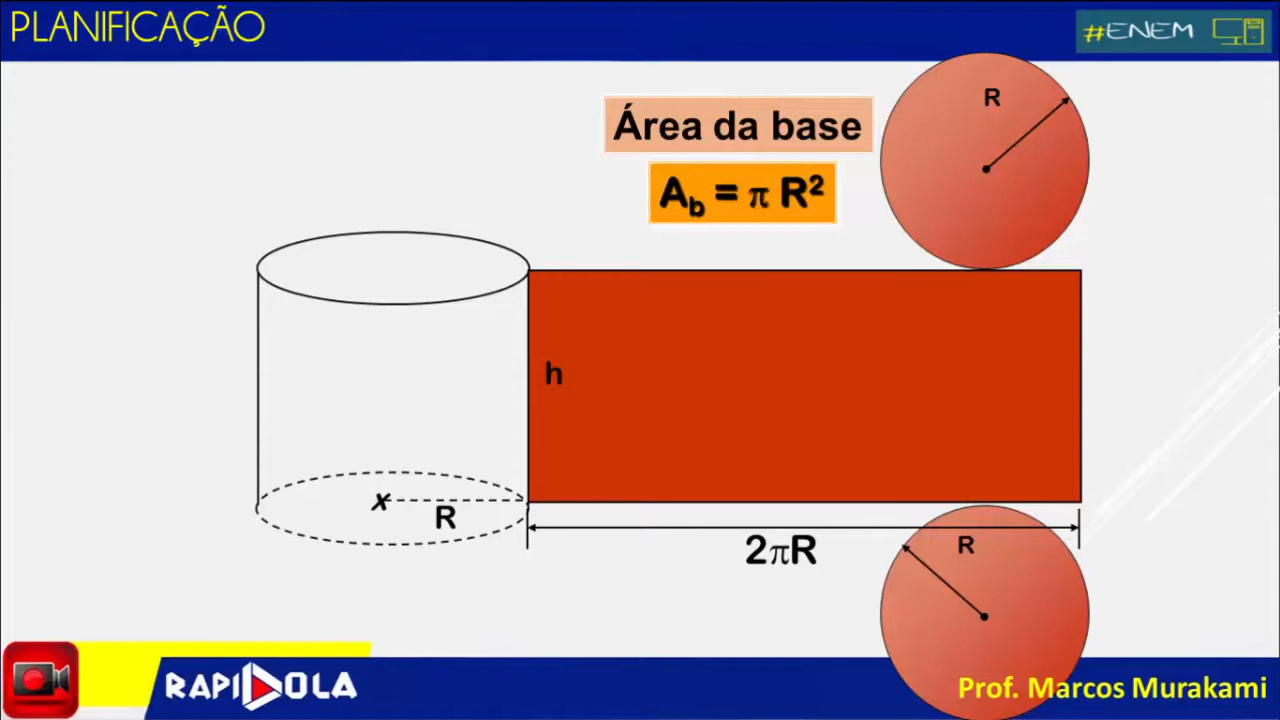 PLANIFICAÇÃO
#ENEM
R
Área da base
A_b = π R²
h
x
R
2πR
R
RAPIDOLA
Prof. Marcos Murakami